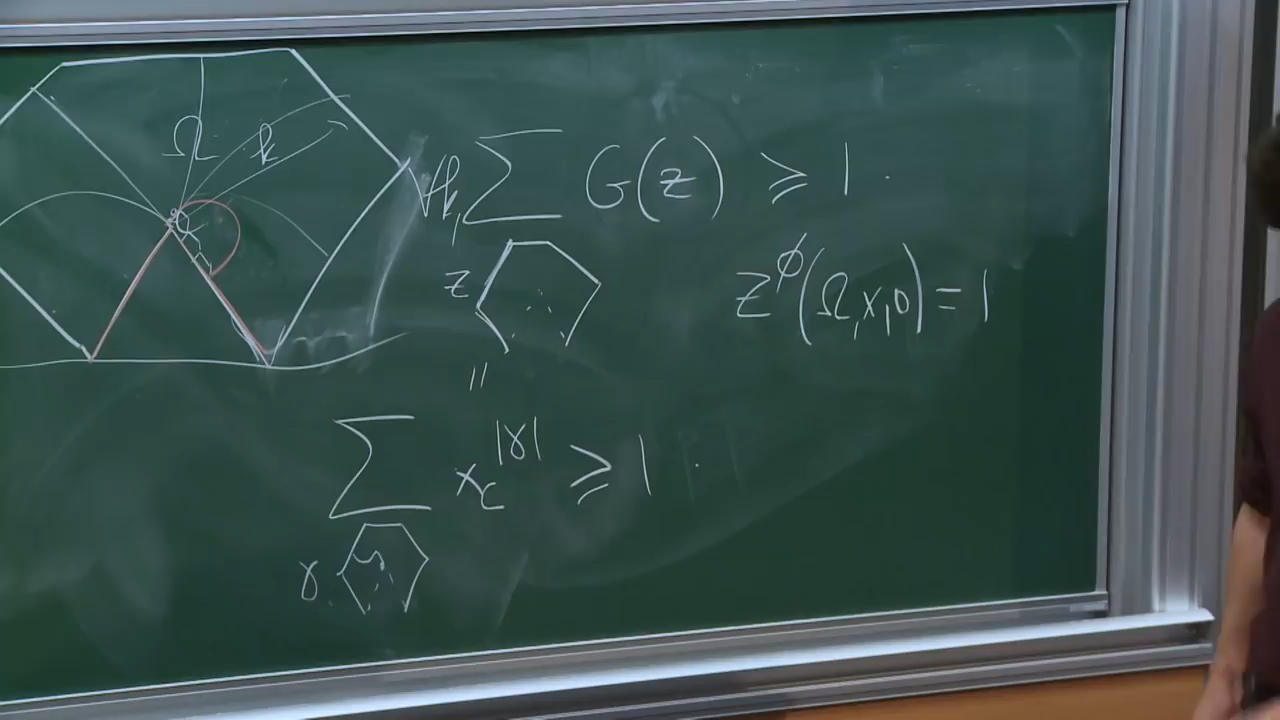 Ω k
∀k, ∑ G(z) ⩾ 1.
z
Z^∅(Ω, x, 0) = 1
||
∑ x_c^{|γ|} ⩾ 1.
γ